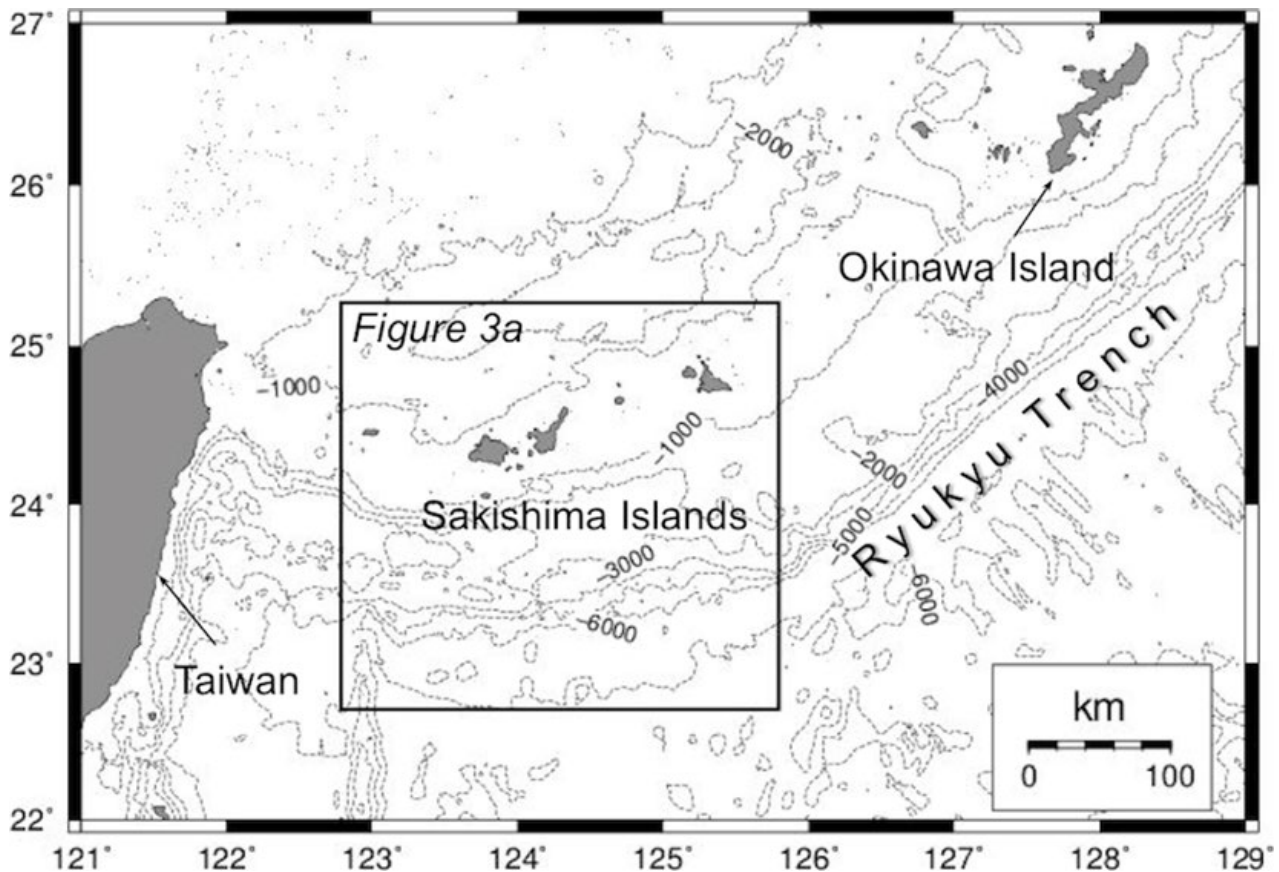 27˚
26˚
25˚
24˚
23˚
22˚
121˚ 122˚ 123˚ 124˚ 125˚ 126˚ 127˚ 128˚ 129˚
−2000
Okinawa Island
Figure 3a
−1000
4000
Ryukyu Trench
−1000
−2000
Sakishima Islands
−5000
−3000
−6000
−6000
Taiwan
km
0 100